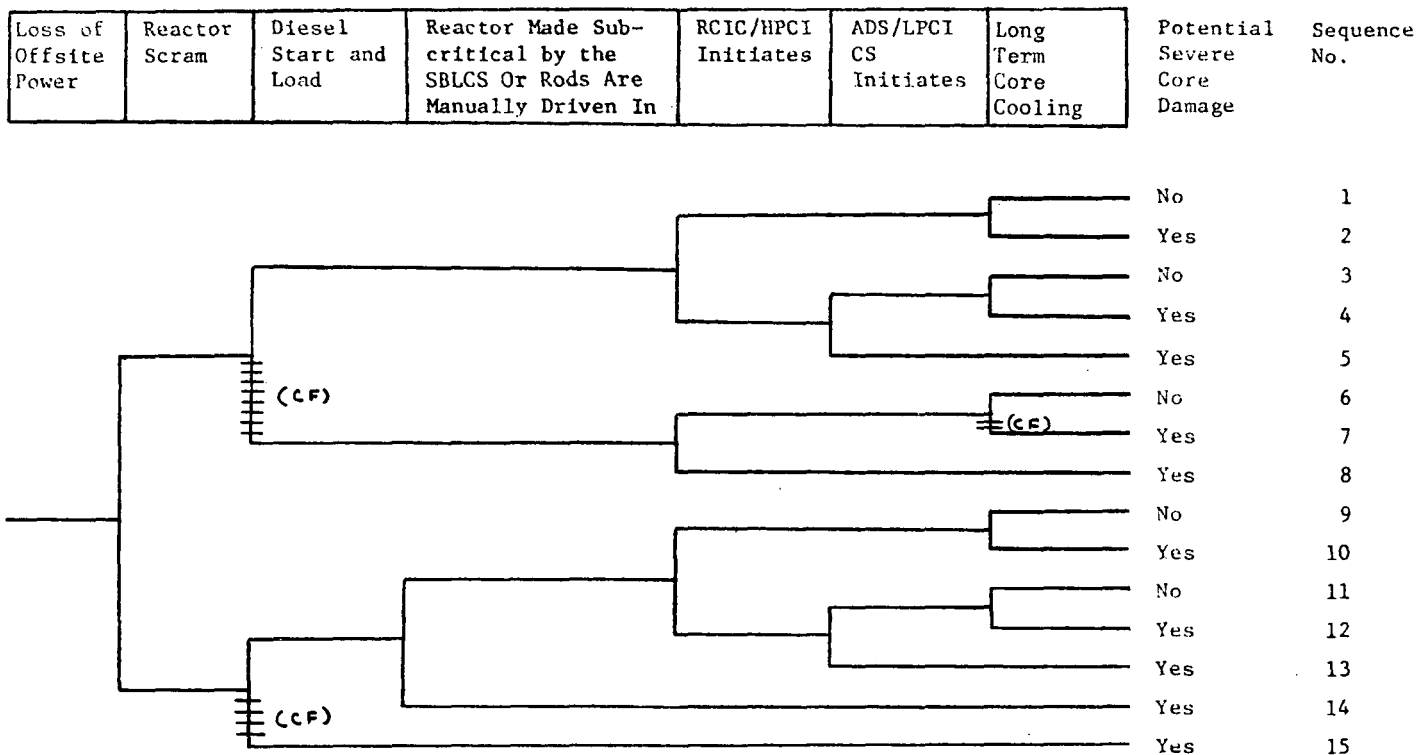 Loss of Offsite Power
Reactor Scram
Diesel Start and Load
Reactor Made Sub-
critical by the
SBLCS Or Rods Are
Manually Driven In
RCIC/HPCI
Initiates
ADS/LPCI
CS
Initiates
Long
Term
Core
Cooling
Potential
Severe
Core
Damage
Sequence
No.
No 1
Yes 2
No 3
Yes 4
Yes 5
(CF)
No 6
(CF)
Yes 7
Yes 8
No 9
Yes 10
No 11
Yes 12
Yes 13
(CF)
Yes 14
Yes 15